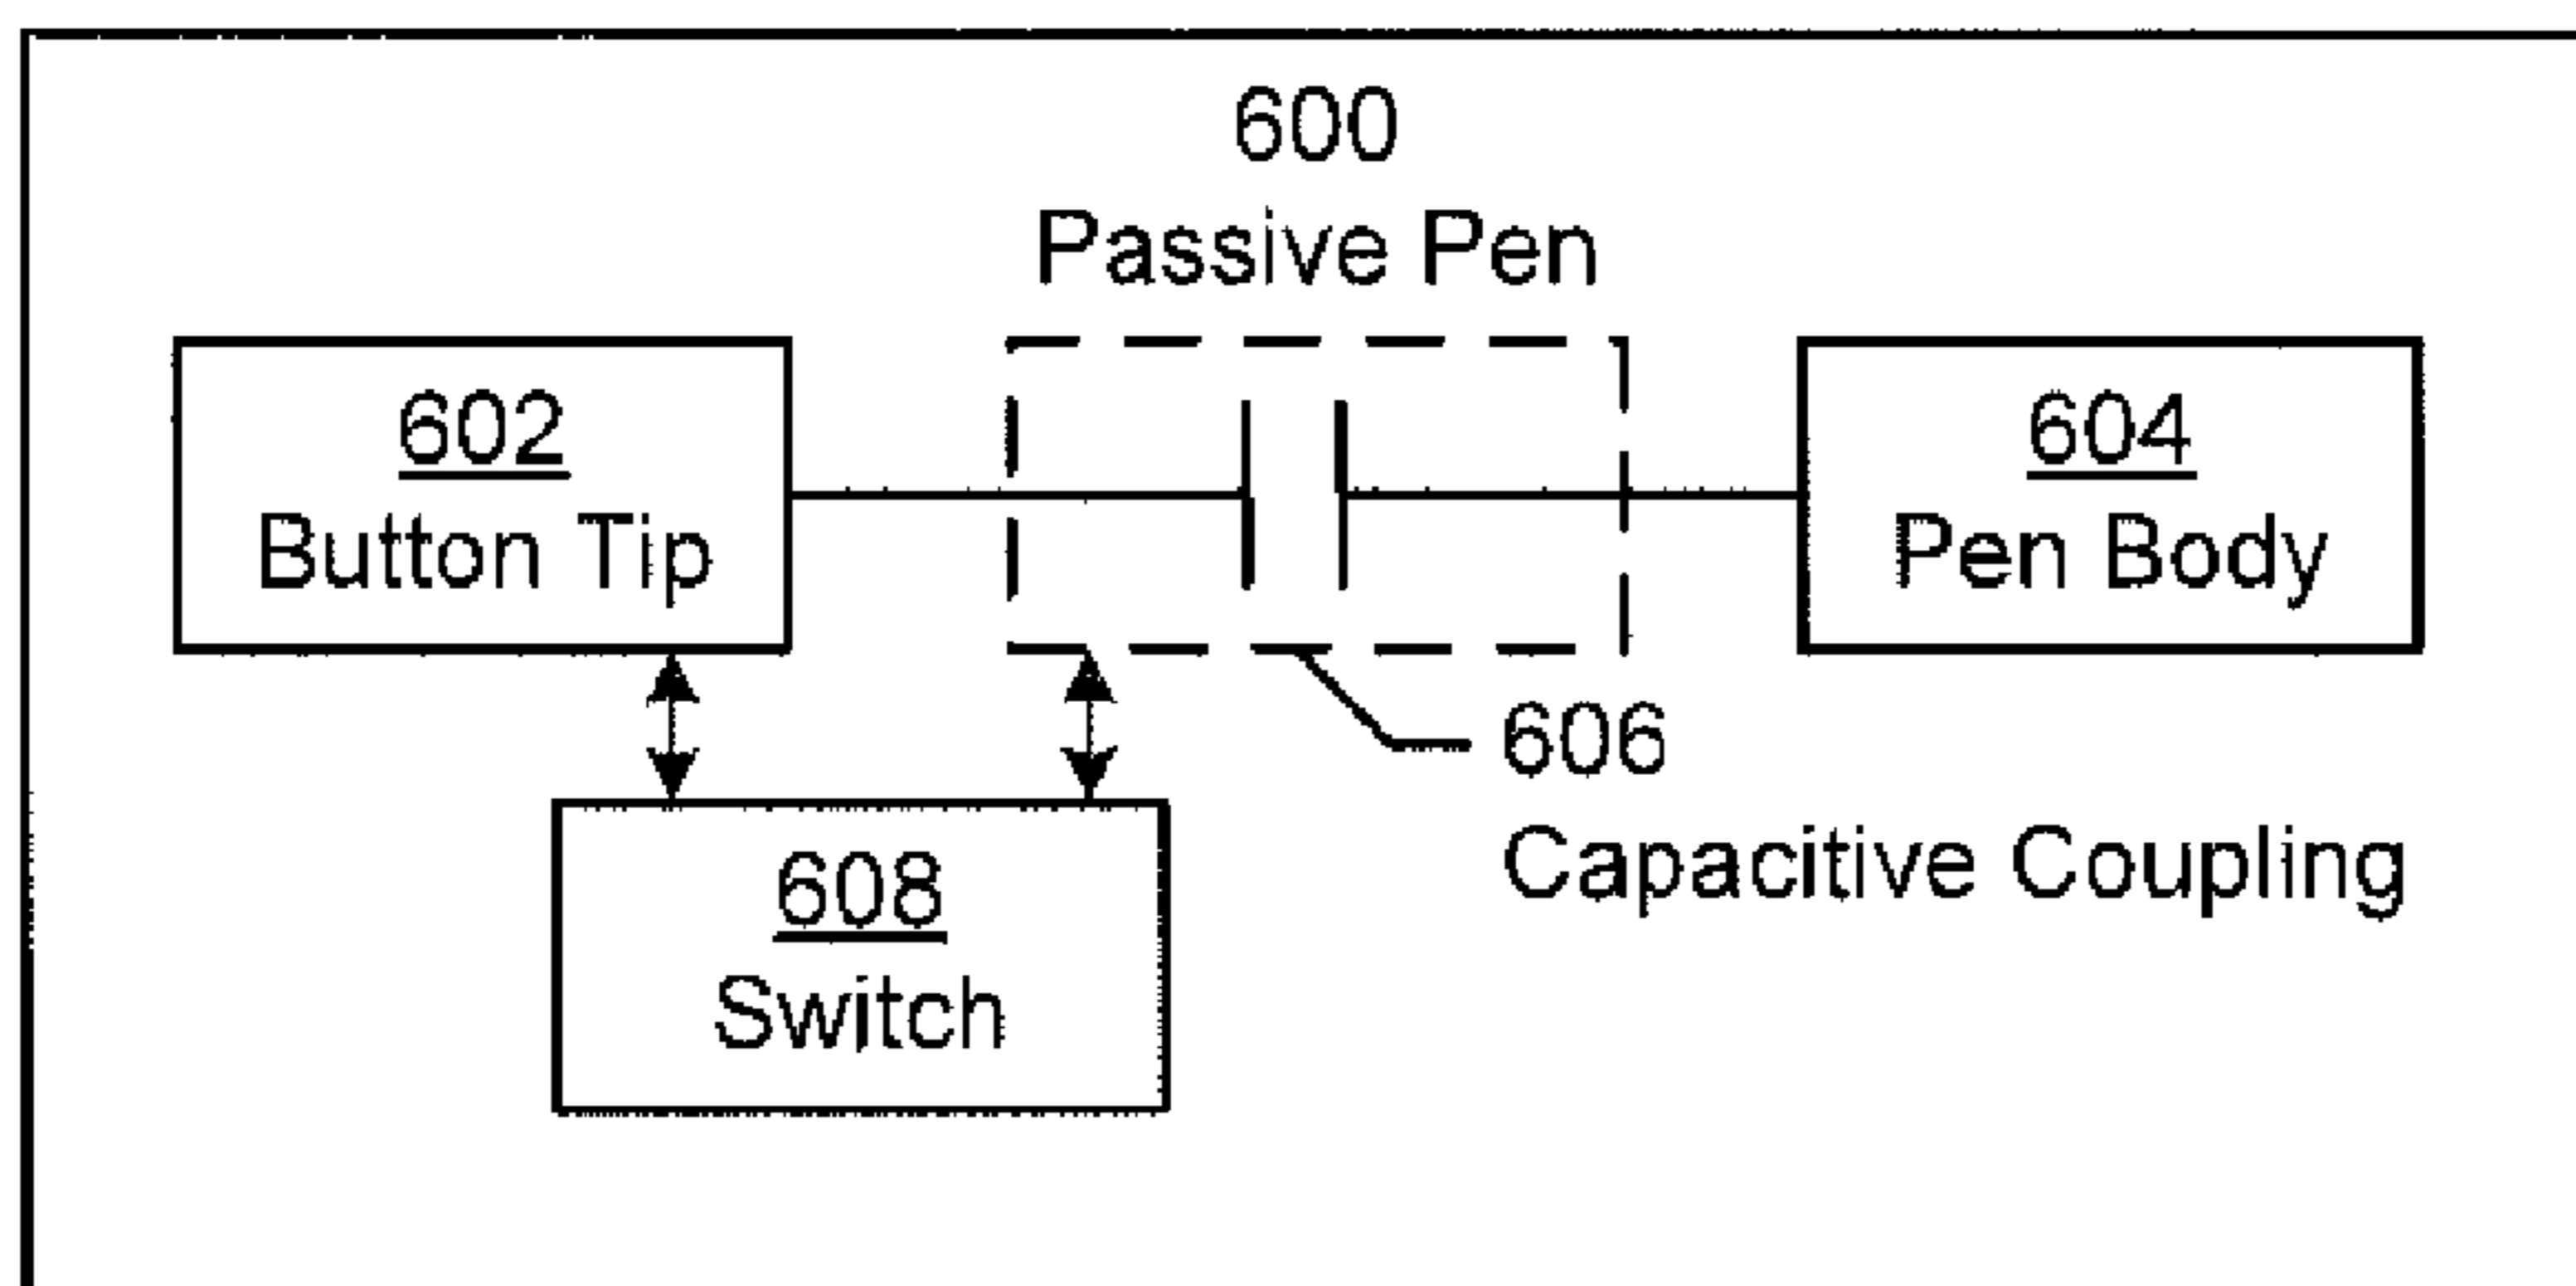 600
Passive Pen
602
Button Tip
604
Pen Body
606
Capacitive Coupling
608
Switch